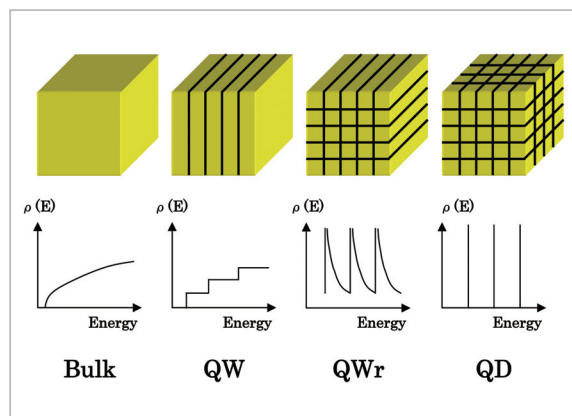 ρ (E) ρ (E) ρ (E) ρ (E)
Energy Energy Energy Energy
Bulk QW QWr QD